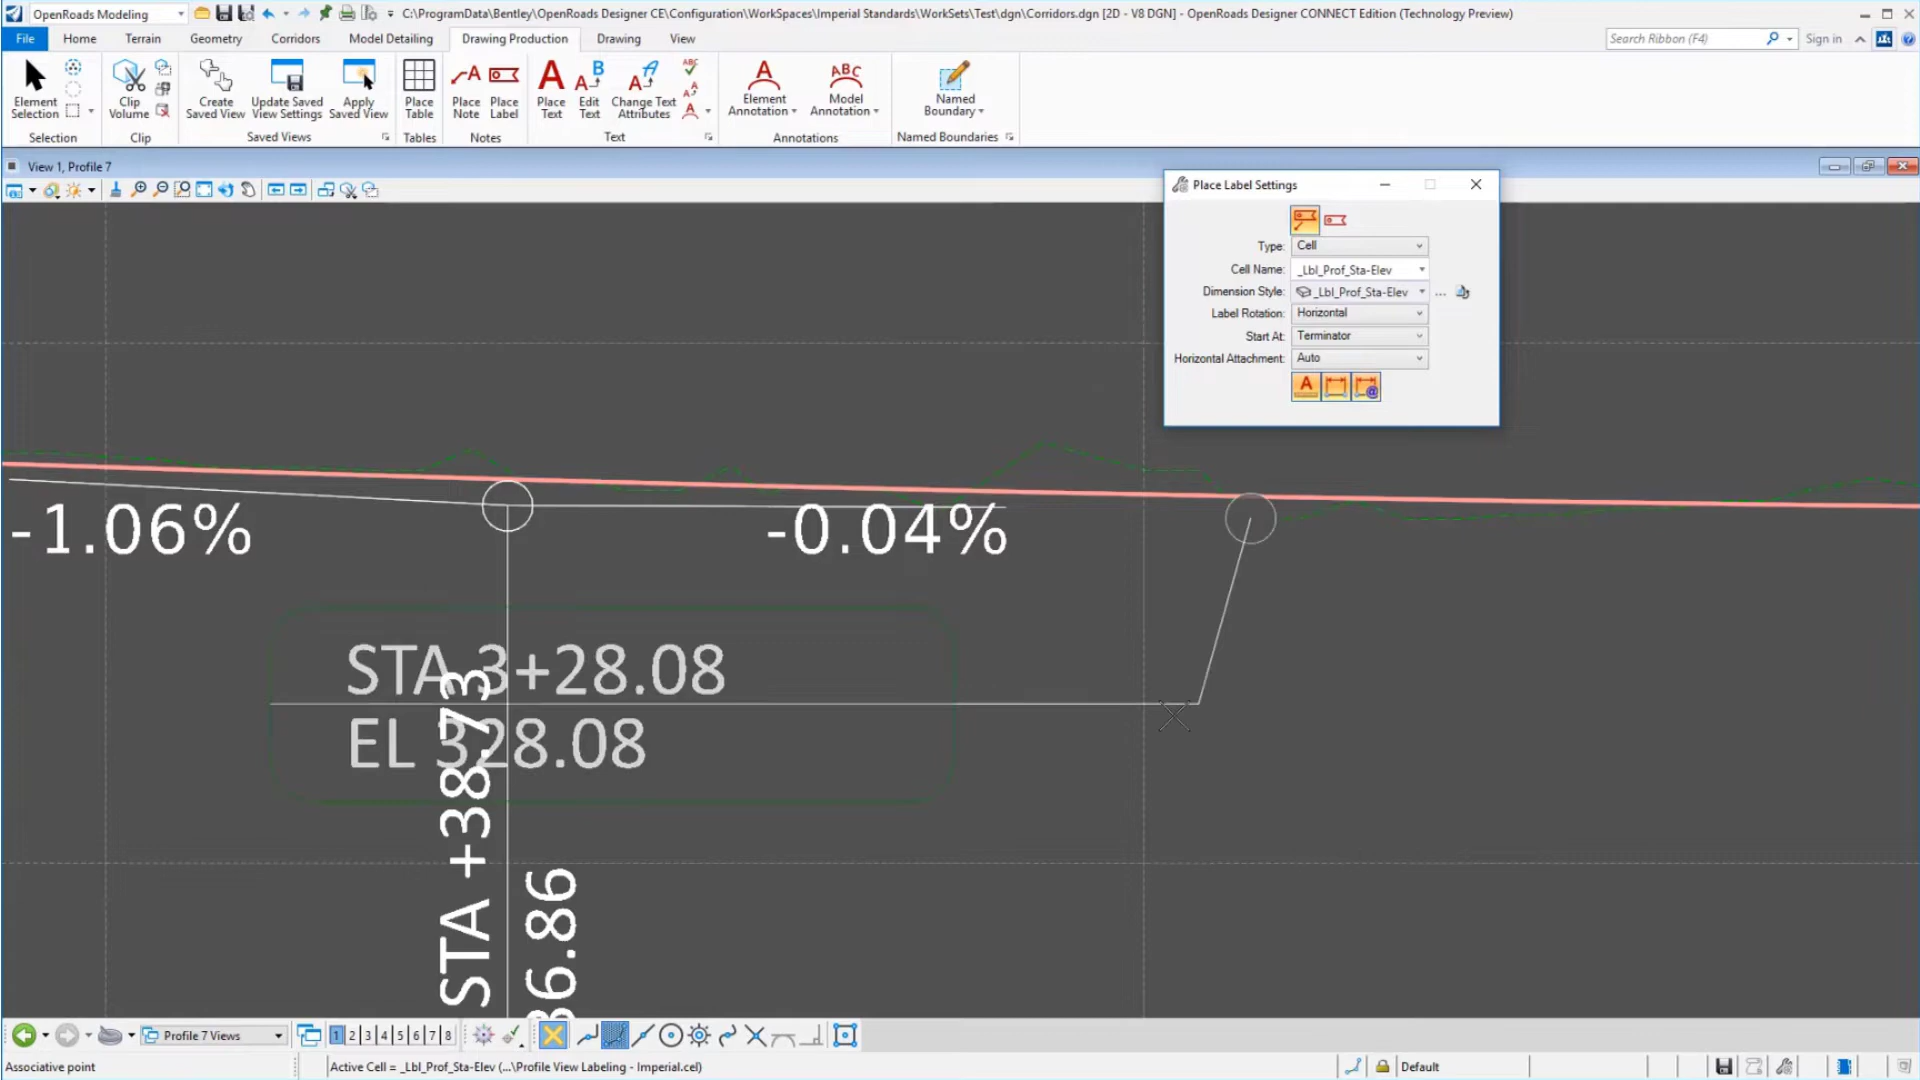 OpenRoads Modeling
C:\ProgramData\Bentley\OpenRoads Designer CE\Configuration\WorkSpaces\Imperial Standards\WorkSets\Test\dgn\Corridors.dgn [2D - V8 DGN] - OpenRoads Designer CONNECT Edition (Technology Preview)
File Home Terrain Geometry Corridors Model Detailing Drawing Production Drawing View
Search Ribbon (F4)
Sign in
Element Selection
Clip Volume
Create Saved View
Update Saved View Settings
Apply Saved View
Place Table
Place Note
Place Label
Place Text
Edit Text
Change Text Attributes
Element Annotation
Model Annotation
Named Boundary
Selection Clip Saved Views Tables Notes Text Annotations Named Boundaries
View 1, Profile 7
Place Label Settings
Type: Cell
Cell Name: _Lbl_Prof_Sta-Elev
Dimension Style: _Lbl_Prof_Sta-Elev ...
Label Rotation: Horizontal
Start At: Terminator
Horizontal Attachment: Auto
-1.06%
-0.04%
STA 3+28.08
EL 328.08
STA +38.73
36.86
Profile 7 Views
1 2 3 4 5 6 7 8
Associative point
Active Cell = _Lbl_Prof_Sta-Elev (...\Profile View Labeling - Imperial.cel)
Default